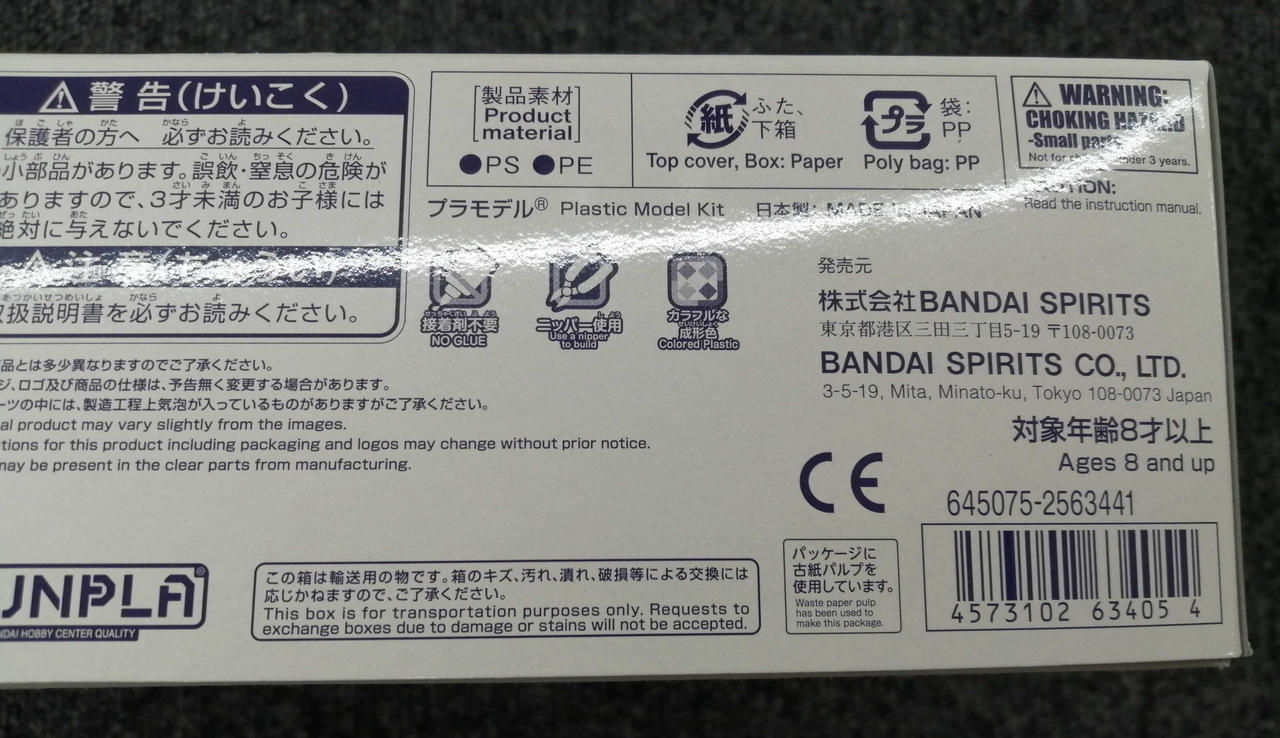 警告(けいこく)
保護者の方へ 必ずお読みください。
小部品があります。誤飲・窒息の危険が
ありますので、3才未満のお子様には
絶対に与えないでください。
注意(ちゅうい)
取扱説明書を必ずお読みください。
品とは多少異なりますのでご了承ください。
ジ、ロゴ及び商品の仕様は、予告無く変更する場合があります。
ーツの中には、製造工程上気泡が入っているものがありますがご了承ください。
al product may vary slightly from the images.
tions for this product including packaging and logos may change without prior notice.
may be present in the clear parts from manufacturing.
[製品素材]
[Product
material]
●PS ●PE
紙
ふた、
下箱
Top cover, Box: Paper
プラ
袋:
PP
Poly bag: PP
WARNING:
CHOKING HAZARD
-Small parts
Not for children under 3 years.
CAUTION:
Read the instruction manual.
プラモデル® Plastic Model Kit 日本製: MADE IN JAPAN
接着剤不要
NO GLUE
ニッパー使用
Use a nipper
to build
カラフルな
成形色
Colored Plastic
発売元
株式会社BANDAI SPIRITS
東京都港区三田三丁目5-19 〒108-0073
BANDAI SPIRITS CO., LTD.
3-5-19, Mita, Minato-ku, Tokyo 108-0073 Japan
対象年齢8才以上
Ages 8 and up
CE
645075-2563441
UNPLA®
NDAI HOBBY CENTER QUALITY
この箱は輸送用の物です。箱のキズ、汚れ、潰れ、破損等による交換には
応じかねますので、ご了承ください。
This box is for transportation purposes only. Requests to
exchange boxes due to damage or stains will not be accepted.
パッケージに
古紙パルプを
使用しています。
Waste paper pulp
has been used to
make this package.
4573102 63405 4